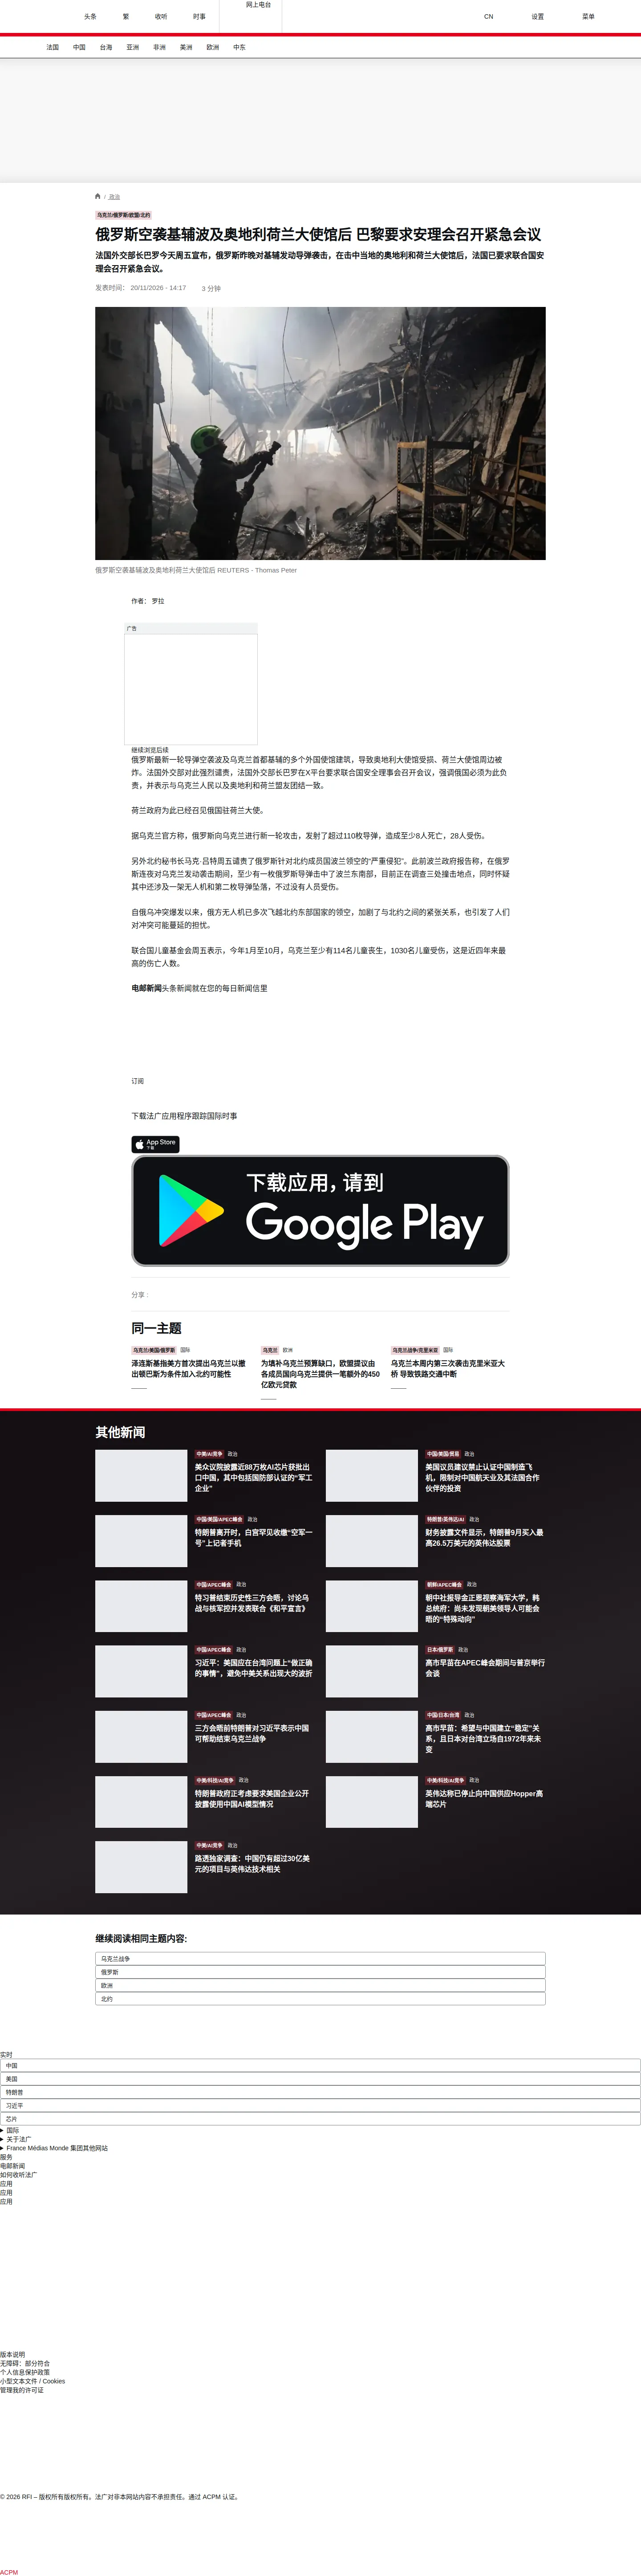 头条
繁
收听
时事
网上电台
CN
设置
菜单
法国
中国
台海
亚洲
非洲
美洲
欧洲
中东
/ 政治
乌克兰/俄罗斯/欧盟/北约
俄罗斯空袭基辅波及奥地利荷兰大使馆后 巴黎要求安理会召开紧急会议
法国外交部长巴罗今天周五宣布，俄罗斯昨晚对基辅发动导弹袭击，在击中当地的奥地利和荷兰大使馆后，法国已要求联合国安
理会召开紧急会议。
发表时间： 20/11/2026 - 14:17
3 分钟
俄罗斯空袭基辅波及奥地利荷兰大使馆后 REUTERS - Thomas Peter
作者： 罗拉
广告
继续浏览后续
俄罗斯最新一轮导弹空袭波及乌克兰首都基辅的多个外国使馆建筑，导致奥地利大使馆受损、荷兰大使馆周边被
炸。法国外交部对此强烈谴责，法国外交部长巴罗在X平台要求联合国安全理事会召开会议，强调俄国必须为此负
责，并表示与乌克兰人民以及奥地利和荷兰盟友团结一致。
荷兰政府为此已经召见俄国驻荷兰大使。
据乌克兰官方称，俄罗斯向乌克兰进行新一轮攻击，发射了超过110枚导弹，造成至少8人死亡，28人受伤。
另外北约秘书长马克·吕特周五谴责了俄罗斯针对北约成员国波兰领空的“严重侵犯”。此前波兰政府报告称，在俄罗
斯连夜对乌克兰发动袭击期间，至少有一枚俄罗斯导弹击中了波兰东南部，目前正在调查三处撞击地点，同时怀疑
其中还涉及一架无人机和第二枚导弹坠落，不过没有人员受伤。
自俄乌冲突爆发以来，俄方无人机已多次飞越北约东部国家的领空，加剧了与北约之间的紧张关系，也引发了人们
对冲突可能蔓延的担忧。
联合国儿童基金会周五表示，今年1月至10月，乌克兰至少有114名儿童丧生，1030名儿童受伤，这是近四年来最
高的伤亡人数。
电邮新闻头条新闻就在您的每日新闻信里
订阅
下载法广应用程序跟踪国际时事
App Store
下载
下载应用，请到
Google Play
分享 :
同一主题
乌克兰/美国/俄罗斯
国际
泽连斯基指美方首次提出乌克兰以撤
出顿巴斯为条件加入北约可能性
乌克兰
欧洲
为填补乌克兰预算缺口，欧盟提议由
各成员国向乌克兰提供一笔额外的450
亿欧元贷款
乌克兰战争/克里米亚
国际
乌克兰本周内第三次袭击克里米亚大
桥 导致铁路交通中断
其他新闻
中美/AI竞争
政治
美众议院披露近88万枚AI芯片获批出
口中国，其中包括国防部认证的“军工
企业”
中国/美国/贸易
政治
美国议员建议禁止认证中国制造飞
机，限制对中国航天业及其法国合作
伙伴的投资
中国/美国/APEC峰会
政治
特朗普离开时，白宫罕见收缴“空军一
号”上记者手机
特朗普/英伟达/AI
政治
财务披露文件显示，特朗普9月买入最
高26.5万美元的英伟达股票
中国/APEC峰会
政治
特习普结束历史性三方会晤，讨论乌
战与核军控并发表联合《和平宣言》
朝鲜/APEC峰会
政治
朝中社报导金正恩视察海军大学，韩
总统府：尚未发现朝美领导人可能会
晤的“特殊动向”
中国/APEC峰会
政治
习近平：美国应在台湾问题上“做正确
的事情”，避免中美关系出现大的波折
日本/俄罗斯
政治
高市早苗在APEC峰会期间与普京举行
会谈
中国/APEC峰会
政治
三方会晤前特朗普对习近平表示中国
可帮助结束乌克兰战争
中国/日本/台湾
政治
高市早苗：希望与中国建立“稳定”关
系，且日本对台湾立场自1972年来未
变
中美/科技/AI竞争
政治
特朗普政府正考虑要求美国企业公开
披露使用中国AI模型情况
中美/科技/AI竞争
政治
英伟达称已停止向中国供应Hopper高
端芯片
中美/AI竞争
政治
路透独家调查：中国仍有超过30亿美
元的项目与英伟达技术相关
继续阅读相同主题内容:
乌克兰战争
俄罗斯
欧洲
北约
实时
中国
美国
特朗普
习近平
芯片
国际
关于法广
France Médias Monde 集团其他网站
服务
电邮新闻
如何收听法广
应用
应用
应用
版本说明
无障碍：部分符合
个人信息保护政策
小型文本文件 / Cookies
管理我的许可证
© 2026 RFI – 版权所有版权所有。法广对非本网站内容不承担责任。通过 ACPM 认证。
ACPM